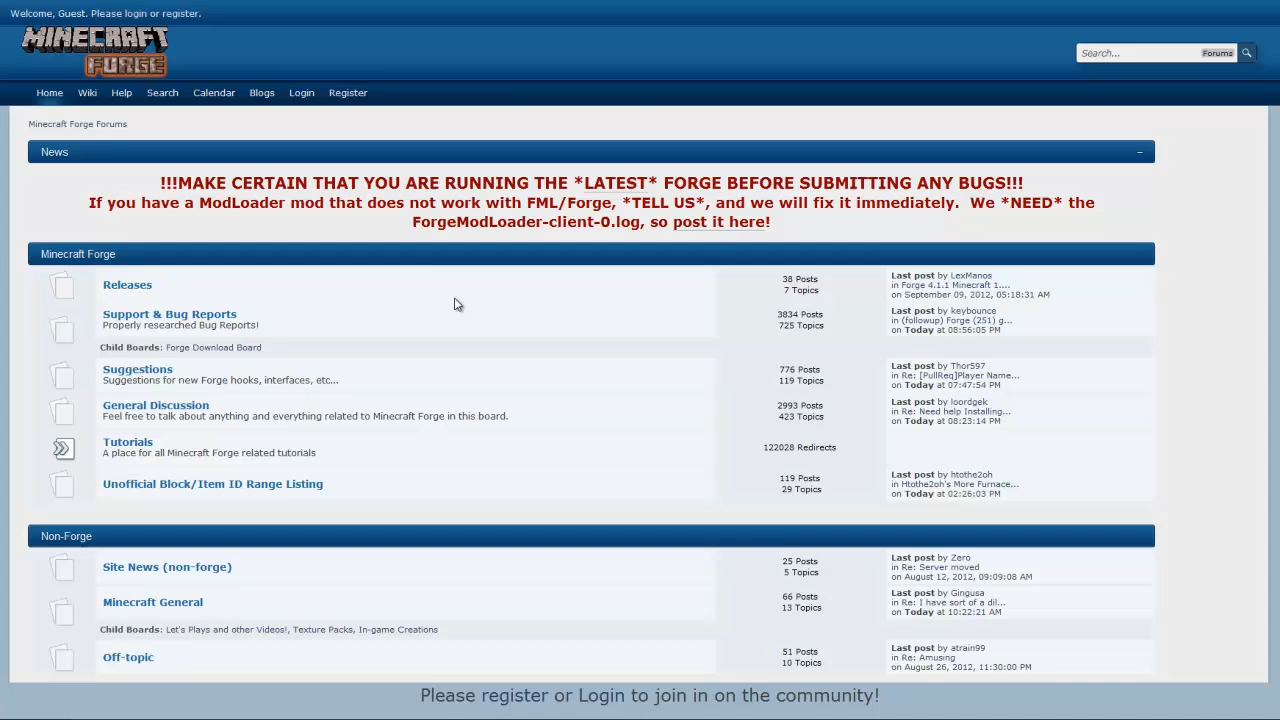 Welcome, Guest. Please login or register.
MINECRAFT
FORGE
Search...
Forums
Home Wiki Help Search Calendar Blogs Login Register
Minecraft Forge Forums
News
!!!MAKE CERTAIN THAT YOU ARE RUNNING THE *LATEST* FORGE BEFORE SUBMITTING ANY BUGS!!!
If you have a ModLoader mod that does not work with FML/Forge, *TELL US*, and we will fix it immediately. We *NEED* the
ForgeModLoader-client-0.log, so post it here!
Minecraft Forge
Releases
38 Posts
7 Topics
Last post by LexManos
in Forge 4.1.1 Minecraft 1....
on September 09, 2012, 05:18:31 AM
Support & Bug Reports
Properly researched Bug Reports!
3834 Posts
725 Topics
Last post by keybounce
in (followup) Forge (251) g...
on Today at 08:56:05 PM
Child Boards: Forge Download Board
Suggestions
Suggestions for new Forge hooks, interfaces, etc...
776 Posts
119 Topics
Last post by Thor597
in Re: [PullReq]Player Name...
on Today at 07:47:54 PM
General Discussion
Feel free to talk about anything and everything related to Minecraft Forge in this board.
2993 Posts
423 Topics
Last post by loordgek
in Re: Need help Installing...
on Today at 08:23:14 PM
Tutorials
A place for all Minecraft Forge related tutorials
122028 Redirects
Unofficial Block/Item ID Range Listing
119 Posts
29 Topics
Last post by htothe2oh
in Htothe2oh's More Furnace...
on Today at 02:26:03 PM
Non-Forge
Site News (non-forge)
25 Posts
5 Topics
Last post by Zero
in Re: Server moved
on August 12, 2012, 09:09:08 AM
Minecraft General
66 Posts
13 Topics
Last post by Gingusa
in Re: I have sort of a dil...
on Today at 10:22:21 AM
Child Boards: Let's Plays and other Videos!, Texture Packs, In-game Creations
Off-topic
51 Posts
10 Topics
Last post by atrain99
in Re: Amusing
on August 26, 2012, 11:30:00 PM
Please register or Login to join in on the community!